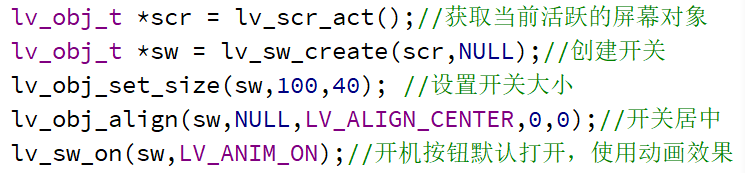 lv_obj_t *scr = lv_scr_act();//获取当前活跃的屏幕对象
lv_obj_t *sw = lv_sw_create(scr,NULL);//创建开关
lv_obj_set_size(sw,100,40); //设置开关大小
lv_obj_align(sw,NULL,LV_ALIGN_CENTER,0,0);//开关居中
lv_sw_on(sw,LV_ANIM_ON);//开机按钮默认打开，使用动画效果